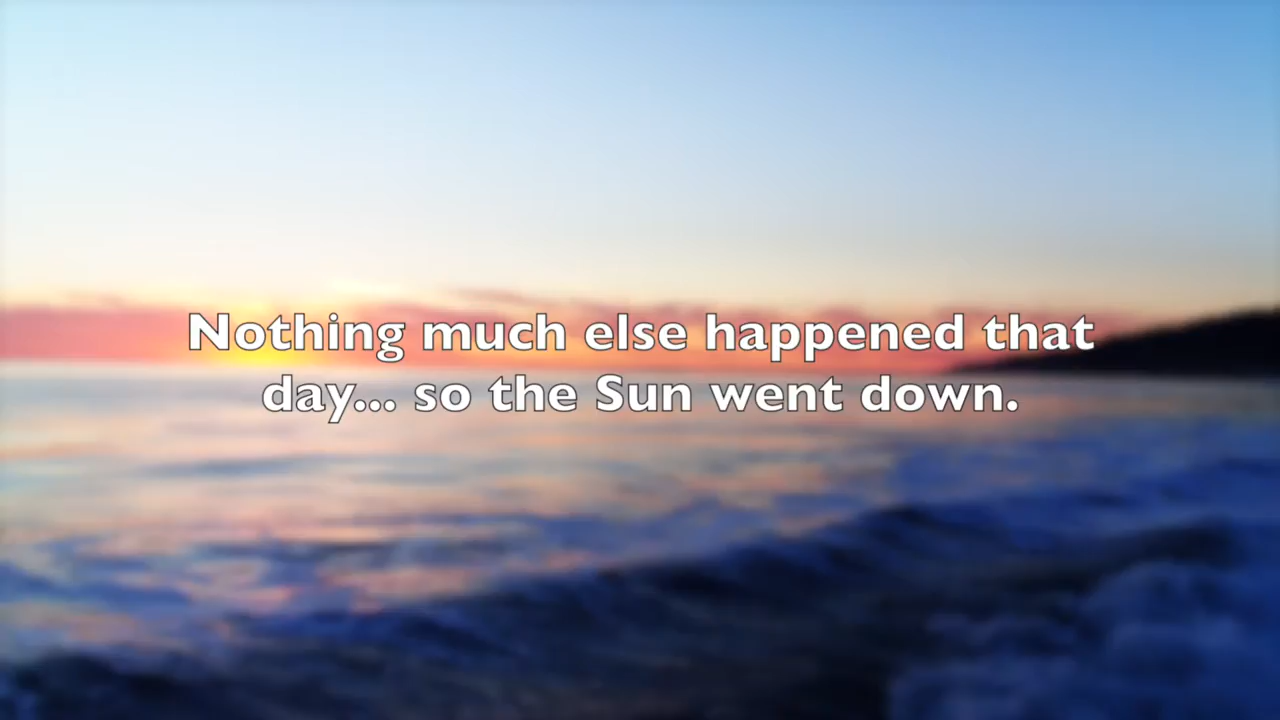 Nothing much else happened that
day... so the Sun went down.